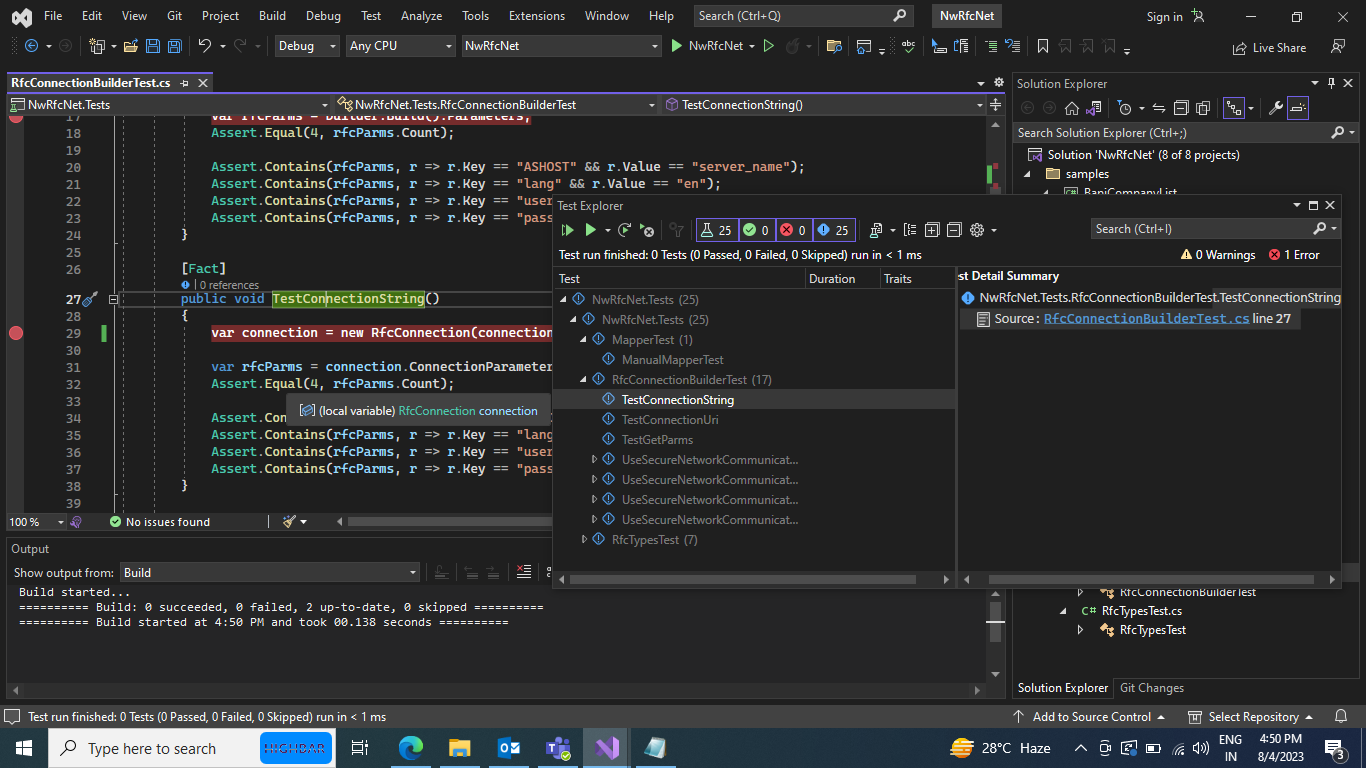 File Edit View Git Project Build Debug Test Analyze Tools Extensions Window Help Search (Ctrl+Q) NwRfcNet Sign in
Debug Any CPU NwRfcNet NwRfcNet Live Share
RfcConnectionBuilderTest.cs
NwRfcNet.Tests NwRfcNet.Tests.RfcConnectionBuilderTest TestConnectionString()
17 var rfcParms = builder.Build().Parameters;
18 Assert.Equal(4, rfcParms.Count);
19
20 Assert.Contains(rfcParms, r => r.Key == "ASHOST" && r.Value == "server_name");
21 Assert.Contains(rfcParms, r => r.Key == "lang" && r.Value == "en");
22 Assert.Contains(rfcParms, r => r.Key == "user
23 Assert.Contains(rfcParms, r => r.Key == "pass
24 }
25
26 [Fact]
0 references
27 public void TestConnectionString()
28 {
29 var connection = new RfcConnection(connection
30
31 var rfcParms = connection.ConnectionParameter
32 Assert.Equal(4, rfcParms.Count);
33
(local variable) RfcConnection connection
34 Assert.Con
35 Assert.Contains(rfcParms, r => r.Key == "lang
36 Assert.Contains(rfcParms, r => r.Key == "user
37 Assert.Contains(rfcParms, r => r.Key == "pass
38 }
39
100 % No issues found
Output
Show output from: Build
Build started...
========== Build: 0 succeeded, 0 failed, 2 up-to-date, 0 skipped ==========
========== Build started at 4:50 PM and took 00.138 seconds ==========
Solution Explorer
Search Solution Explorer (Ctrl+;)
Solution 'NwRfcNet' (8 of 8 projects)
samples
BapiCompanyList
Test Explorer
25 0 0 25 Search (Ctrl+I)
Test run finished: 0 Tests (0 Passed, 0 Failed, 0 Skipped) run in < 1 ms 0 Warnings 1 Error
Test Duration Traits
NwRfcNet.Tests (25)
NwRfcNet.Tests (25)
MapperTest (1)
ManualMapperTest
RfcConnectionBuilderTest (17)
TestConnectionString
TestConnectionUri
TestGetParms
UseSecureNetworkCommunicat...
UseSecureNetworkCommunicat...
UseSecureNetworkCommunicat...
UseSecureNetworkCommunicat...
RfcTypesTest (7)
st Detail Summary
NwRfcNet.Tests.RfcConnectionBuilderTest.TestConnectionString
Source: RfcConnectionBuilderTest.cs line 27
RfcConnectionBuilderTest
C# RfcTypesTest.cs
RfcTypesTest
Solution Explorer Git Changes
Test run finished: 0 Tests (0 Passed, 0 Failed, 0 Skipped) run in < 1 ms Add to Source Control Select Repository
Type here to search HIGHBAR 28°C Haze ENG 4:50 PM
IN 8/4/2023 3